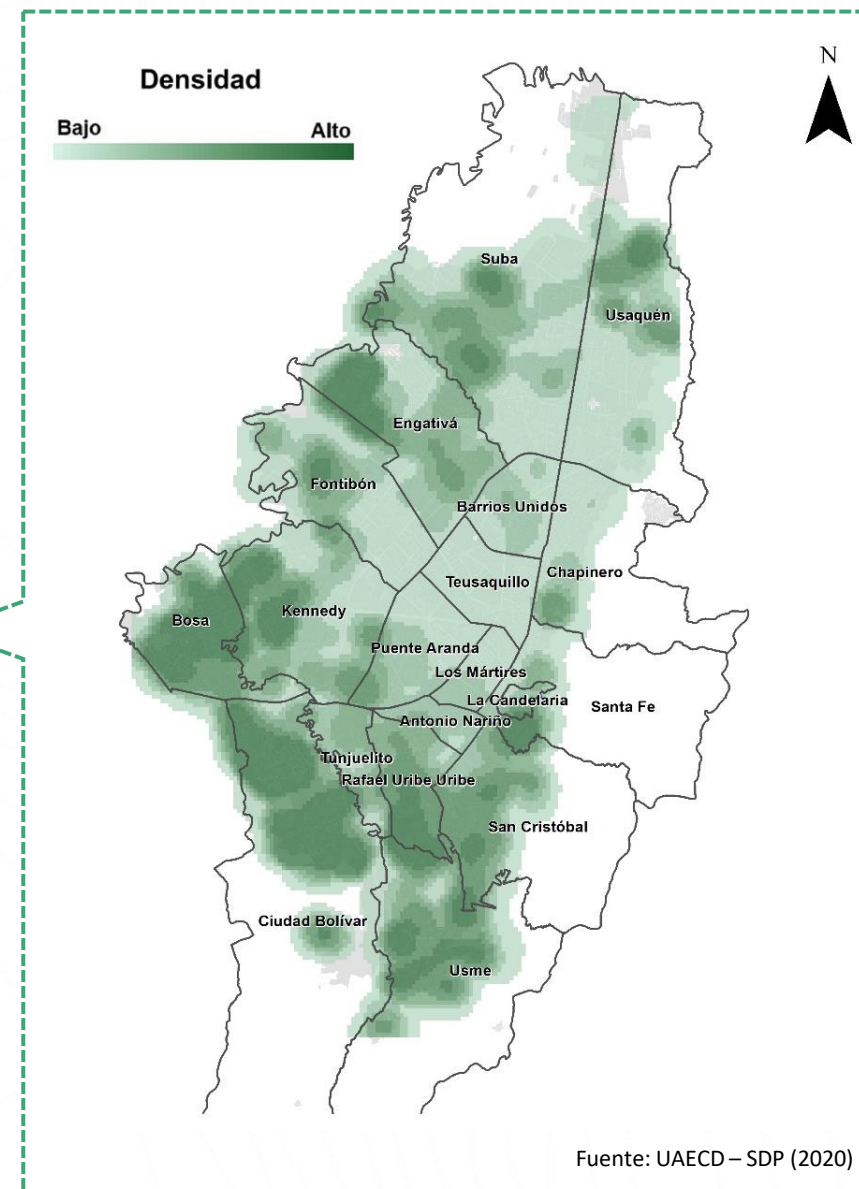 Densidad
Bajo
Alto
N
Suba
Usaquén
Engativá
Fontibón
Barrios Unidos
Chapinero
Teusaquillo
Bosa
Kennedy
Puente Aranda
Los Mártires
La Candelaria
Santa Fe
Antonio Nariño
Tunjuelito
Rafael Uribe Uribe
San Cristóbal
Ciudad Bolívar
Usme
Fuente: UAECD – SDP (2020)